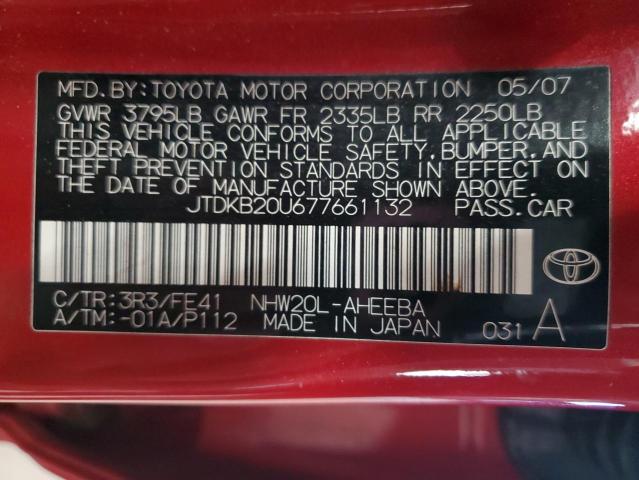 MFD. BY: TOYOTA MOTOR CORPORATION 05/07
GVWR 3795LB GAWR FR 2335LB RR 2250LB
THIS VEHICLE CONFORMS TO ALL APPLICABLE
FEDERAL MOTOR VEHICLE SAFETY, BUMPER, AND
THEFT PREVENTION STANDARDS IN EFFECT ON
THE DATE OF MANUFACTURE SHOWN ABOVE.
JTDKB20U677661132 PASS. CAR
C/TR: 3R3/FE41 NHW20L-AHEEBA
A/TM: -01A/P112 MADE IN JAPAN 031 A